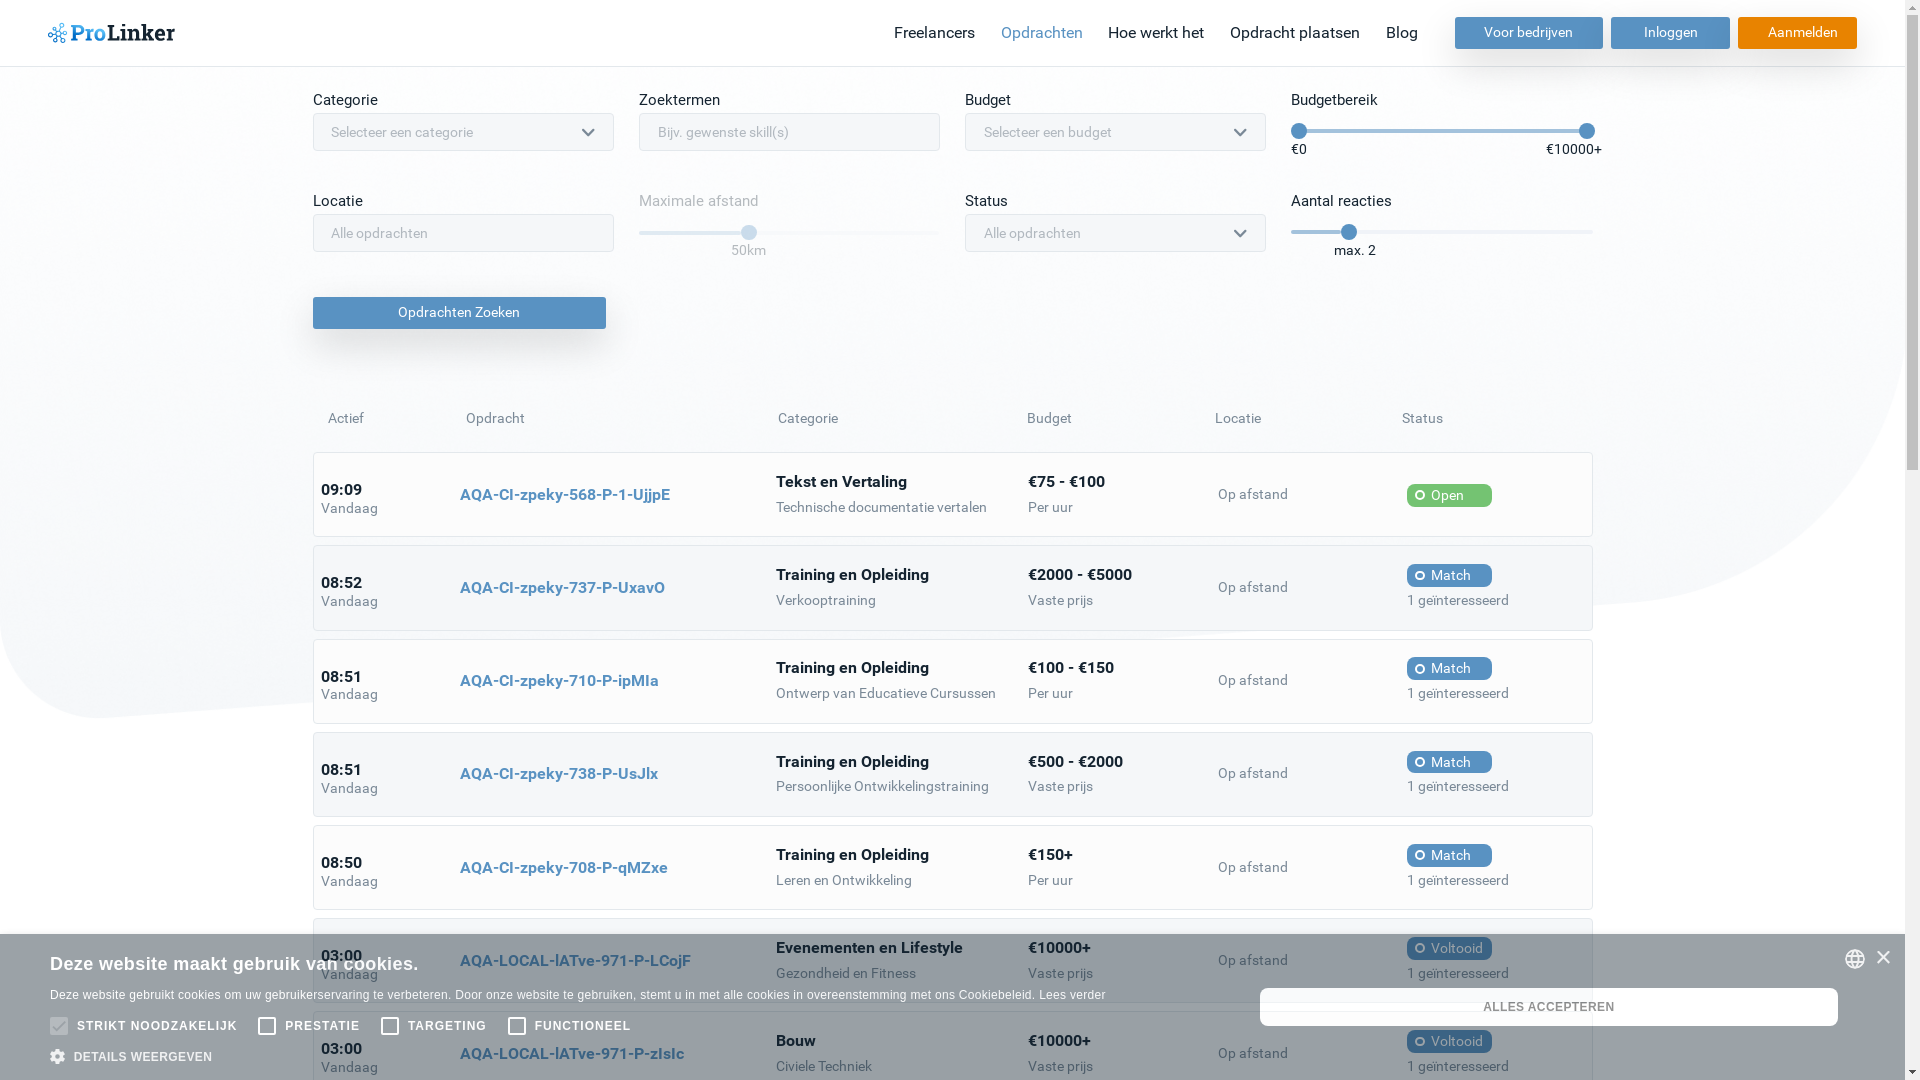 ProLinker
Freelancers Opdrachten Hoe werkt het Opdracht plaatsen Blog Voor bedrijven Inloggen Aanmelden
Categorie Zoektermen Budget Budgetbereik
Selecteer een categorie Bijv. gewenste skill(s) Selecteer een budget
€0 €10000+
Locatie Maximale afstand Status Aantal reacties
Alle opdrachten Alle opdrachten
50km max. 2
Opdrachten Zoeken
Actief Opdracht Categorie Budget Locatie Status
09:09 AQA-CI-zpeky-568-P-1-UjjpE Tekst en Vertaling €75 - €100 Op afstand Open
Vandaag Technische documentatie vertalen Per uur
08:52 AQA-CI-zpeky-737-P-UxavO Training en Opleiding €2000 - €5000 Op afstand Match
Vandaag Verkooptraining Vaste prijs 1 geïnteresseerd
08:51 AQA-CI-zpeky-710-P-ipMIa Training en Opleiding €100 - €150 Op afstand Match
Vandaag Ontwerp van Educatieve Cursussen Per uur 1 geïnteresseerd
08:51 AQA-CI-zpeky-738-P-UsJlx Training en Opleiding €500 - €2000 Op afstand Match
Vandaag Persoonlijke Ontwikkelingstraining Vaste prijs 1 geïnteresseerd
08:50 AQA-CI-zpeky-708-P-qMZxe Training en Opleiding €150+ Op afstand Match
Vandaag Leren en Ontwikkeling Per uur 1 geïnteresseerd
03:00 AQA-LOCAL-lATve-971-P-LCojF Evenementen en Lifestyle €10000+ Op afstand Voltooid
Vandaag Gezondheid en Fitness Vaste prijs 1 geïnteresseerd
Deze website maakt gebruik van cookies.
Deze website gebruikt cookies om uw gebruikerservaring te verbeteren. Door onze website te gebruiken, stemt u in met alle cookies in overeenstemming met ons Cookiebeleid. Lees verder
ALLES ACCEPTEREN
STRIKT NOODZAKELIJK PRESTATIE TARGETING FUNCTIONEEL
DETAILS WEERGEVEN
03:00 AQA-LOCAL-lATve-971-P-zIsIc Bouw €10000+ Op afstand Voltooid
Vandaag Civiele Techniek Vaste prijs 1 geïnteresseerd